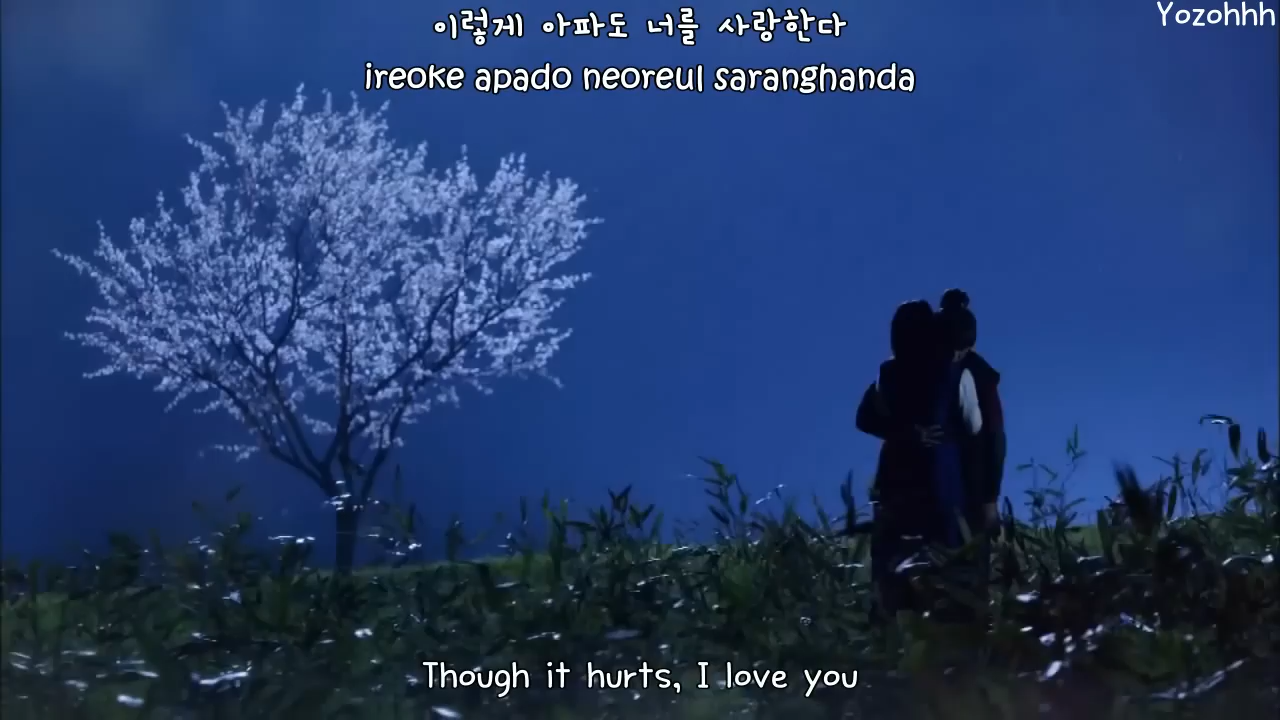 Yozohhh
이렇게 아파도 너를 사랑한다
ireoke apado neoreul saranghanda
Though it hurts, I love you